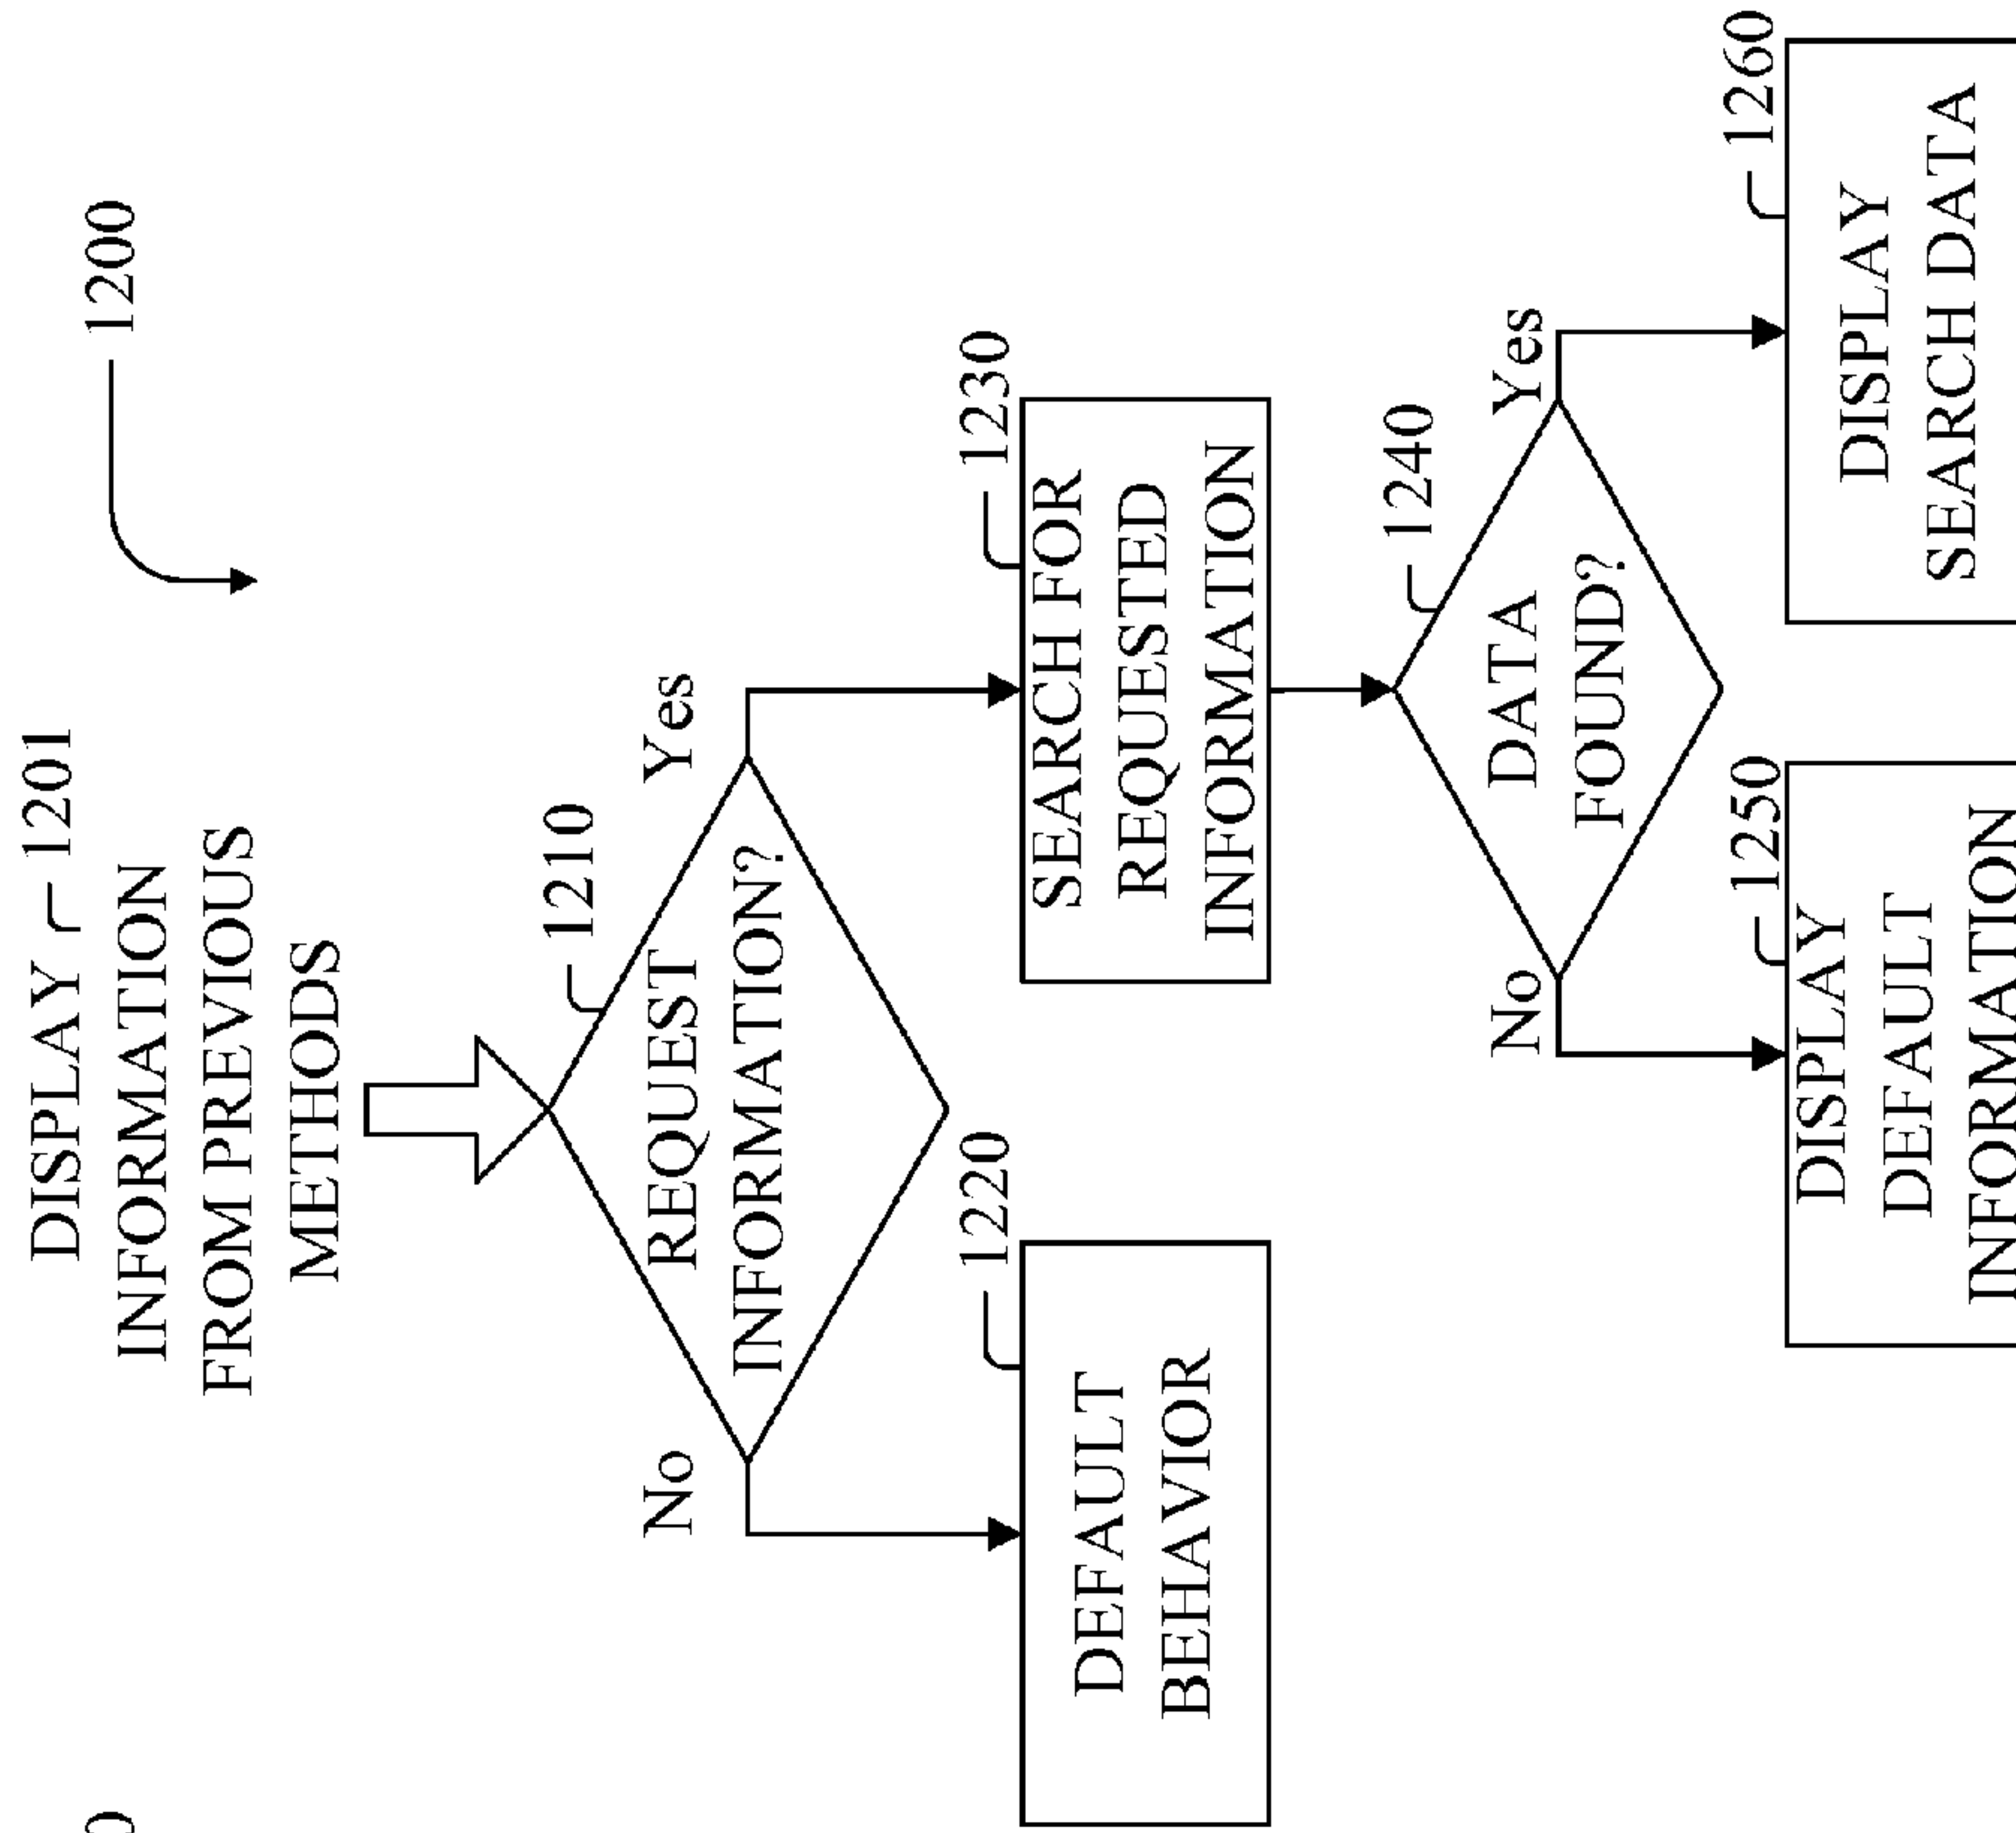 1200
DISPLAY 1201
INFORMATION
FROM PREVIOUS
METHODS
1210
REQUEST
INFORMATION?
No
Yes
1220
DEFAULT
BEHAVIOR
1230
SEARCH FOR
REQUESTED
INFORMATION
1240
DATA
FOUND?
No
Yes
1250
DISPLAY
DEFAULT
INFORMATION
1260
DISPLAY
SEARCH DATA